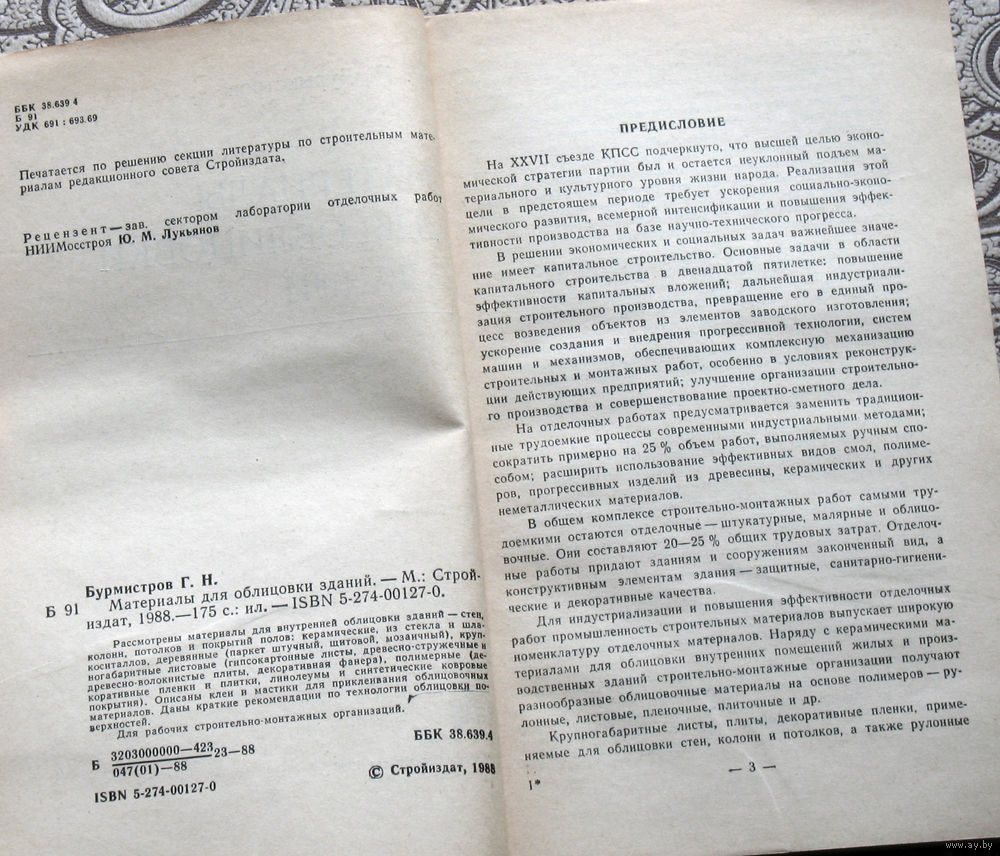 ББК 38.639 4
Б 91
УДК 691 : 693.69
Печатается по решению секции литературы по строительным мате-
риалам редакционного совета Стройиздата.
Рецензент — зав. сектором лаборатории отделочных работ
НИИМосстроя Ю. М. Лукьянов
Бурмистров Г. Н.
Б 91 Материалы для облицовки зданий. — М.: Строй-
издат, 1988.—175 с.: ил. — ISBN 5-274-00127-0.
Рассмотрены материалы для внутренней облицовки зданий — стен,
колонн, потолков и покрытий полов: керамические, из стекла и шла-
коситаллов, деревянные (паркет штучный, щитовой, мозаичный), круп-
ногабаритные листовые (гипсокартонные листы, древесно-стружечные и
древесно-волокнистые плиты, декоративная фанера), полимерные (де-
коративные пленки и плитки, линолеумы и синтетические ковровые
покрытия). Описаны клеи и мастики для приклеивания облицовочных
материалов. Даны краткие рекомендации по технологии облицовки по-
верхностей.
Для рабочих строительно-монтажных организаций.
Б 3203000000—423 23—88
047(01)—88
ББК 38.639.4
ISBN 5-274-00127-0
© Стройиздат, 1988
ПРЕДИСЛОВИЕ
На XXVII съезде КПСС подчеркнуто, что высшей целью эконо-
мической стратегии партии был и остается неуклонный подъем ма-
териального и культурного уровня жизни народа. Реализация этой
цели в предстоящем периоде требует ускорения социально-эконо-
мического развития, всемерной интенсификации и повышения эффек-
тивности производства на базе научно-технического прогресса.
В решении экономических и социальных задач важнейшее значе-
ние имеет капитальное строительство. Основные задачи в области
капитального строительства в двенадцатой пятилетке: повышение
эффективности капитальных вложений; дальнейшая индустриали-
зация строительного производства, превращение его в единый про-
цесс возведения объектов из элементов заводского изготовления;
ускорение создания и внедрения прогрессивной технологии, систем
машин и механизмов, обеспечивающих комплексную механизацию
строительных и монтажных работ, особенно в условиях реконструк-
ции действующих предприятий; улучшение организации строительно-
го производства и совершенствование проектно-сметного дела.
На отделочных работах предусматривается заменить традицион-
ные трудоемкие процессы современными индустриальными методами;
сократить примерно на 25 % объем работ, выполняемых ручным спо-
собом; расширить использование эффективных видов смол, полиме-
ров, прогрессивных изделий из древесины, керамических и других
неметаллических материалов.
В общем комплексе строительно-монтажных работ самыми тру-
доемкими остаются отделочные — штукатурные, малярные и облицо-
вочные. Они составляют 20—25 % общих трудовых затрат. Отделоч-
ные работы придают зданиям и сооружениям законченный вид, а
конструктивным элементам здания — защитные, санитарно-гигиени-
ческие и декоративные качества.
Для индустриализации и повышения эффективности отделочных
работ промышленность строительных материалов выпускает широкую
номенклатуру отделочных материалов. Наряду с керамическими ма-
териалами для облицовки внутренних помещений жилых и произ-
водственных зданий строительно-монтажные организации получают
разнообразные облицовочные материалы на основе полимеров — ру-
лонные, листовые, пленочные, плиточные и др.
Крупногабаритные листы, плиты, декоративные пленки, приме-
няемые для облицовки стен, колонн и потолков, а также рулонные
1*
— 3 —
www.ay.by